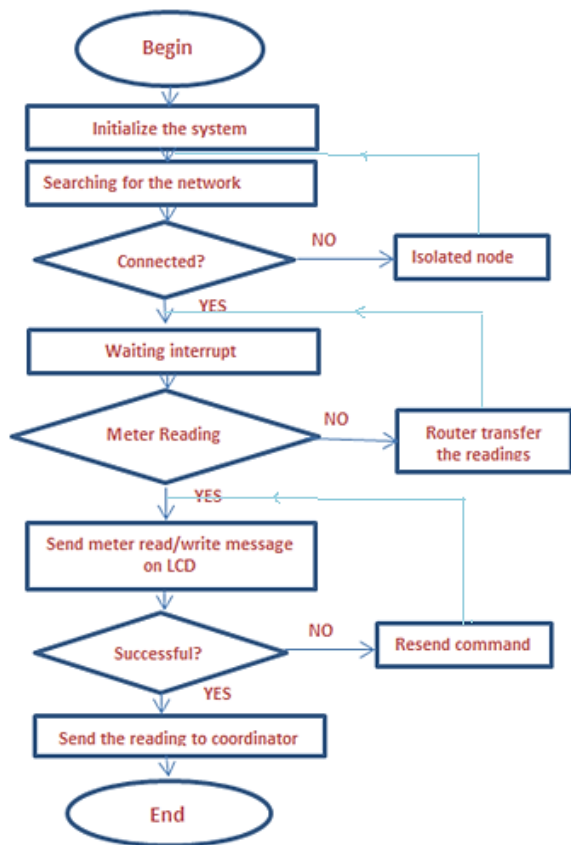 Begin
Initialize the system
Searching for the network
Connected?
NO
Isolated node
YES
Waiting interrupt
Meter Reading
NO
Router transfer
the readings
YES
Send meter read/write message
on LCD
Successful?
NO
Resend command
YES
Send the reading to coordinator
End